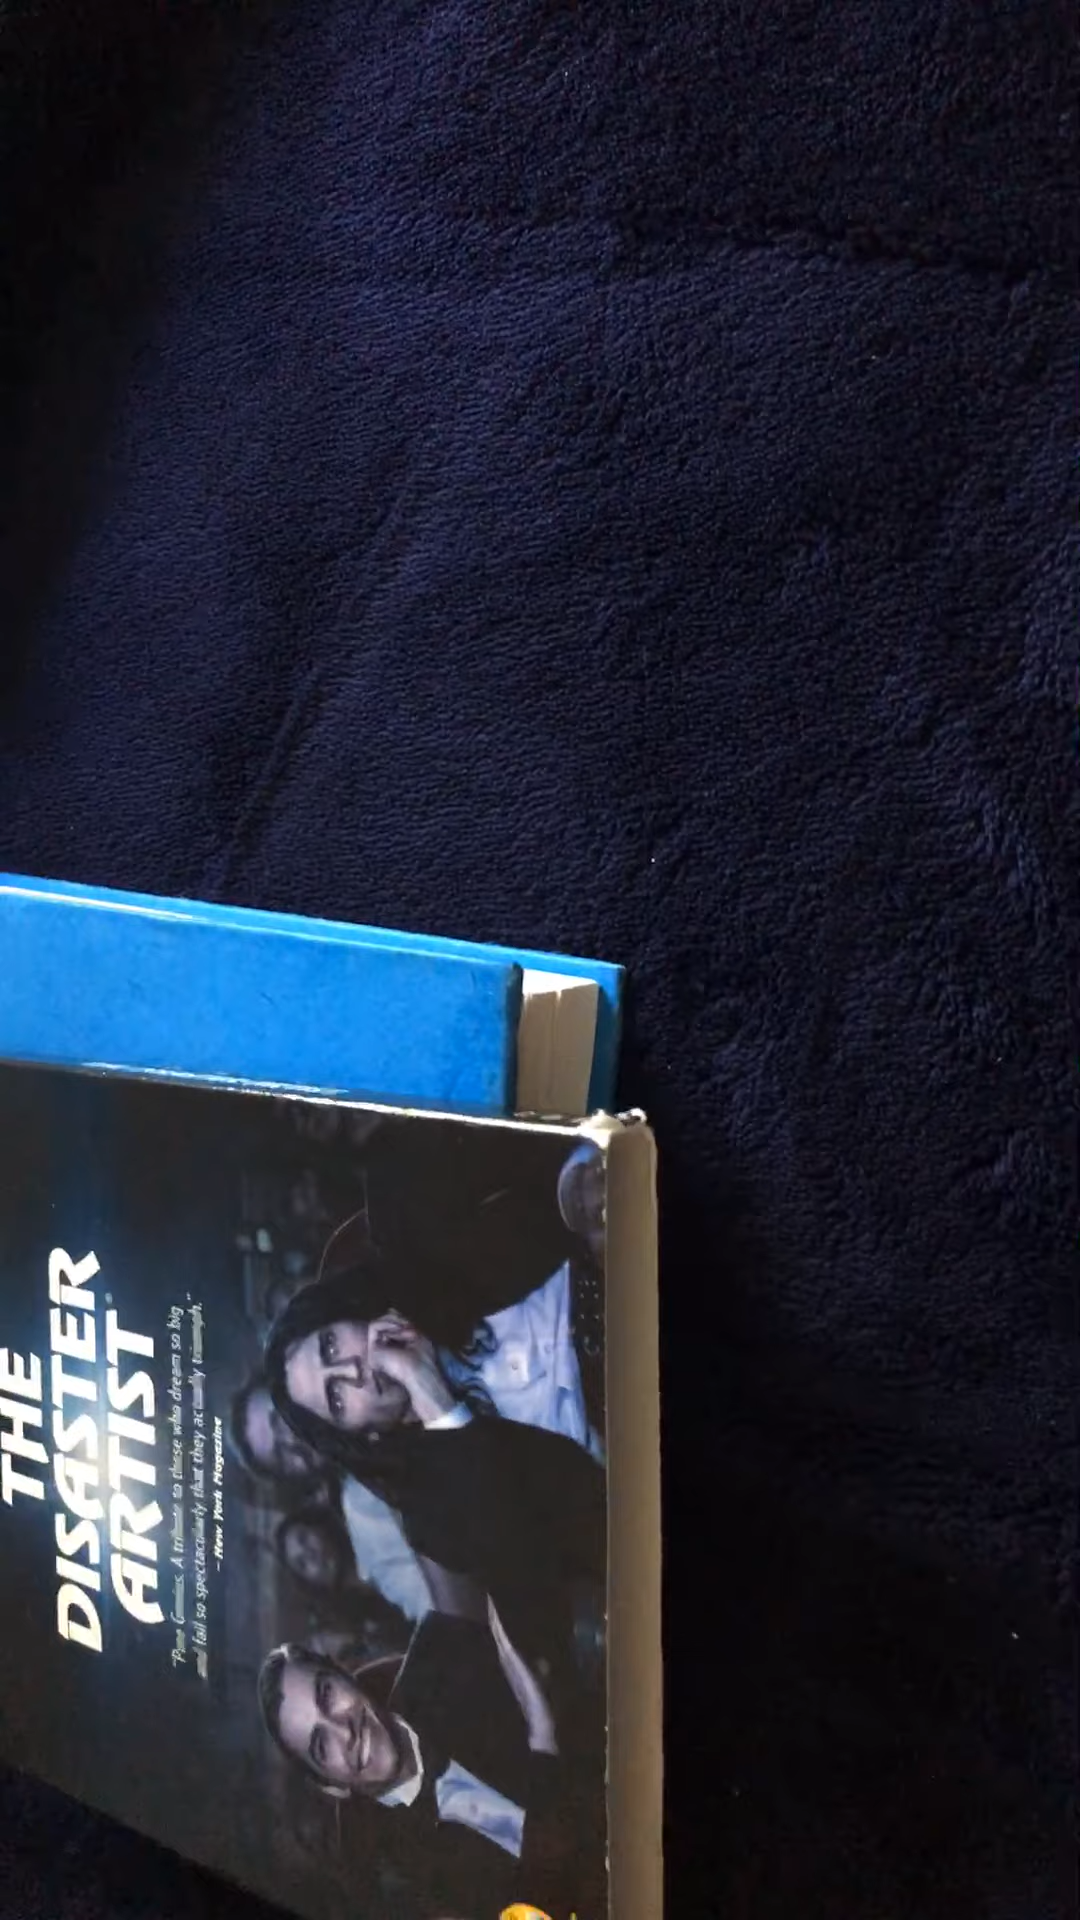 THE
DISASTER
ARTIST
"Pure Genius. A tribute to those who dream so big
and fail so spectacularly that they actually triumph."
– New York Magazine